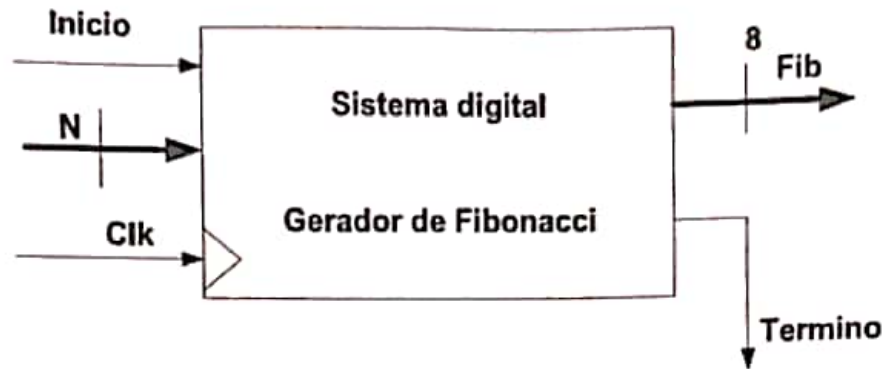 Inicio
8
Fib
Sistema digital
N
Gerador de Fibonacci
Clk
Termino